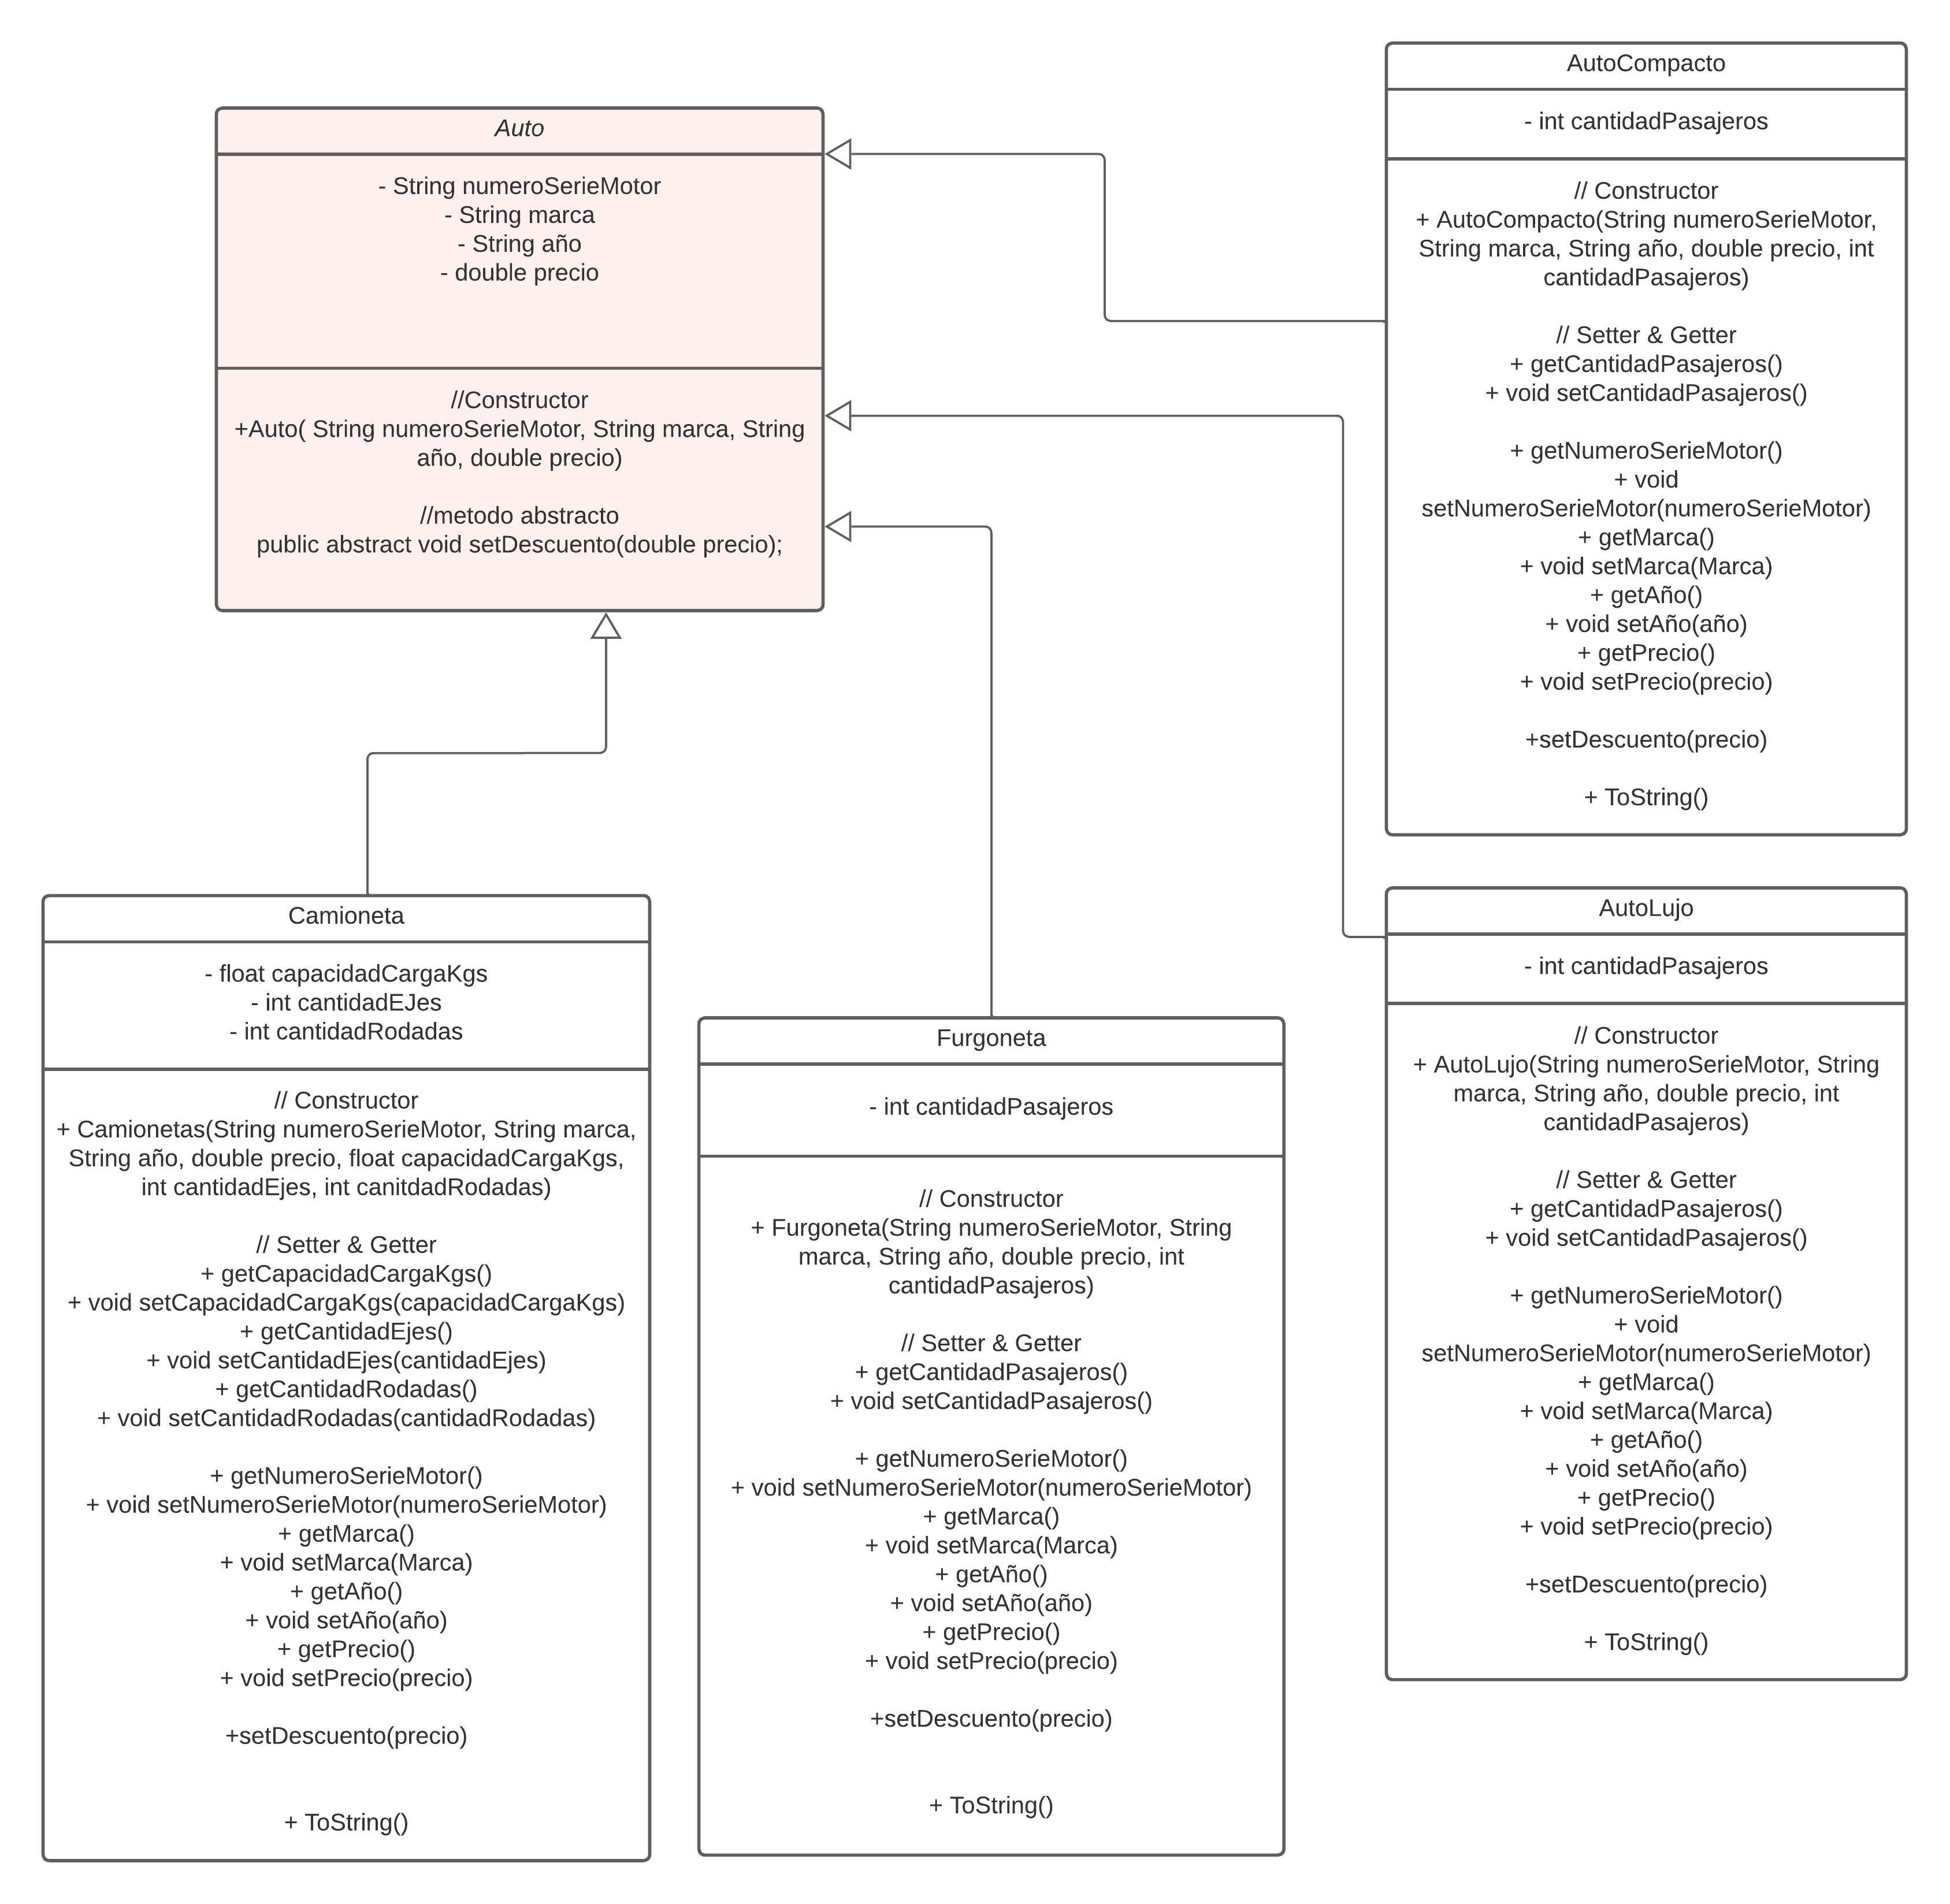 Auto
- String numeroSerieMotor
- String marca
- String año
- double precio
//Constructor
+Auto( String numeroSerieMotor, String marca, String
año, double precio)
//metodo abstracto
public abstract void setDescuento(double precio);
AutoCompacto
- int cantidadPasajeros
// Constructor
+ AutoCompacto(String numeroSerieMotor,
String marca, String año, double precio, int
cantidadPasajeros)
// Setter & Getter
+ getCantidadPasajeros()
+ void setCantidadPasajeros()
+ getNumeroSerieMotor()
+ void
setNumeroSerieMotor(numeroSerieMotor)
+ getMarca()
+ void setMarca(Marca)
+ getAño()
+ void setAño(año)
+ getPrecio()
+ void setPrecio(precio)
+setDescuento(precio)
+ ToString()
Camioneta
- float capacidadCargaKgs
- int cantidadEJes
- int cantidadRodadas
// Constructor
+ Camionetas(String numeroSerieMotor, String marca,
String año, double precio, float capacidadCargaKgs,
int cantidadEjes, int canitdadRodadas)
// Setter & Getter
+ getCapacidadCargaKgs()
+ void setCapacidadCargaKgs(capacidadCargaKgs)
+ getCantidadEjes()
+ void setCantidadEjes(cantidadEjes)
+ getCantidadRodadas()
+ void setCantidadRodadas(cantidadRodadas)
+ getNumeroSerieMotor()
+ void setNumeroSerieMotor(numeroSerieMotor)
+ getMarca()
+ void setMarca(Marca)
+ getAño()
+ void setAño(año)
+ getPrecio()
+ void setPrecio(precio)
+setDescuento(precio)
+ ToString()
Furgoneta
- int cantidadPasajeros
// Constructor
+ Furgoneta(String numeroSerieMotor, String
marca, String año, double precio, int
cantidadPasajeros)
// Setter & Getter
+ getCantidadPasajeros()
+ void setCantidadPasajeros()
+ getNumeroSerieMotor()
+ void setNumeroSerieMotor(numeroSerieMotor)
+ getMarca()
+ void setMarca(Marca)
+ getAño()
+ void setAño(año)
+ getPrecio()
+ void setPrecio(precio)
+setDescuento(precio)
+ ToString()
AutoLujo
- int cantidadPasajeros
// Constructor
+ AutoLujo(String numeroSerieMotor, String
marca, String año, double precio, int
cantidadPasajeros)
// Setter & Getter
+ getCantidadPasajeros()
+ void setCantidadPasajeros()
+ getNumeroSerieMotor()
+ void
setNumeroSerieMotor(numeroSerieMotor)
+ getMarca()
+ void setMarca(Marca)
+ getAño()
+ void setAño(año)
+ getPrecio()
+ void setPrecio(precio)
+setDescuento(precio)
+ ToString()